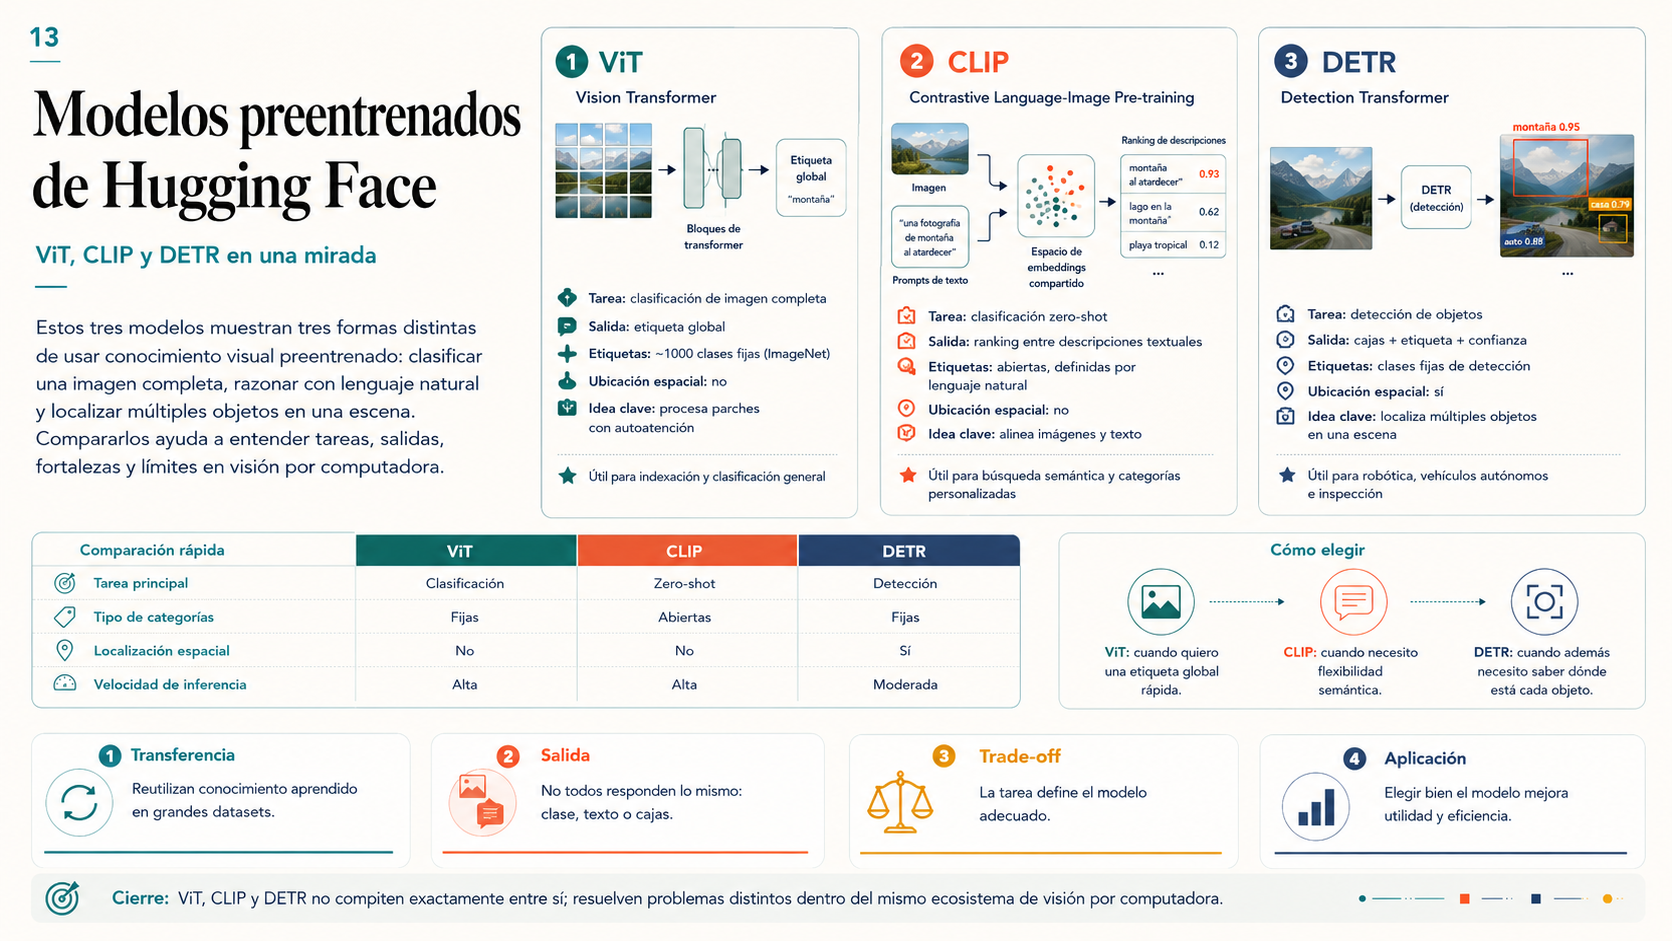 13
Modelos preentrenados
de Hugging Face
ViT, CLIP y DETR en una mirada
Estos tres modelos muestran tres formas distintas
de usar conocimiento visual preentrenado: clasificar
una imagen completa, razonar con lenguaje natural
y localizar múltiples objetos en una escena.
Compararlos ayuda a entender tareas, salidas,
fortalezas y límites en visión por computadora.
1 ViT
Vision Transformer
Etiqueta
global
“montaña”
Bloques de
transformer
Tarea: clasificación de imagen completa
Salida: etiqueta global
Etiquetas: ~1000 clases fijas (ImageNet)
Ubicación espacial: no
Idea clave: procesa parches
con autoatención
Útil para indexación y clasificación general
2 CLIP
Contrastive Language-Image Pre-training
Imagen
“una fotografía
de montaña
al atardecer”
Prompts de texto
Espacio de
embeddings
compartido
Ranking de descripciones
montaña
al atardecer” 0.93
lago en la
montaña” 0.62
playa tropical 0.12
...
Tarea: clasificación zero-shot
Salida: ranking entre descripciones textuales
Etiquetas: abiertas, definidas por
lenguaje natural
Ubicación espacial: no
Idea clave: alinea imágenes y texto
Útil para búsqueda semántica y categorías
personalizadas
3 DETR
Detection Transformer
DETR
(detección)
montaña 0.95
casa 0.79
auto 0.88
...
Tarea: detección de objetos
Salida: cajas + etiqueta + confianza
Etiquetas: clases fijas de detección
Ubicación espacial: sí
Idea clave: localiza múltiples objetos
en una escena
Útil para robótica, vehículos autónomos
e inspección
Comparación rápida ViT CLIP DETR
Tarea principal Clasificación Zero-shot Detección
Tipo de categorías Fijas Abiertas Fijas
Localización espacial No No Sí
Velocidad de inferencia Alta Alta Moderada
Cómo elegir
ViT: cuando quiero
una etiqueta global
rápida.
CLIP: cuando necesito
flexibilidad
semántica.
DETR: cuando además
necesito saber dónde
está cada objeto.
1 Transferencia
Reutilizan conocimiento aprendido
en grandes datasets.
2 Salida
No todos responden lo mismo:
clase, texto o cajas.
3 Trade-off
La tarea define el modelo
adecuado.
4 Aplicación
Elegir bien el modelo mejora
utilidad y eficiencia.
Cierre: ViT, CLIP y DETR no compiten exactamente entre sí; resuelven problemas distintos dentro del mismo ecosistema de visión por computadora.